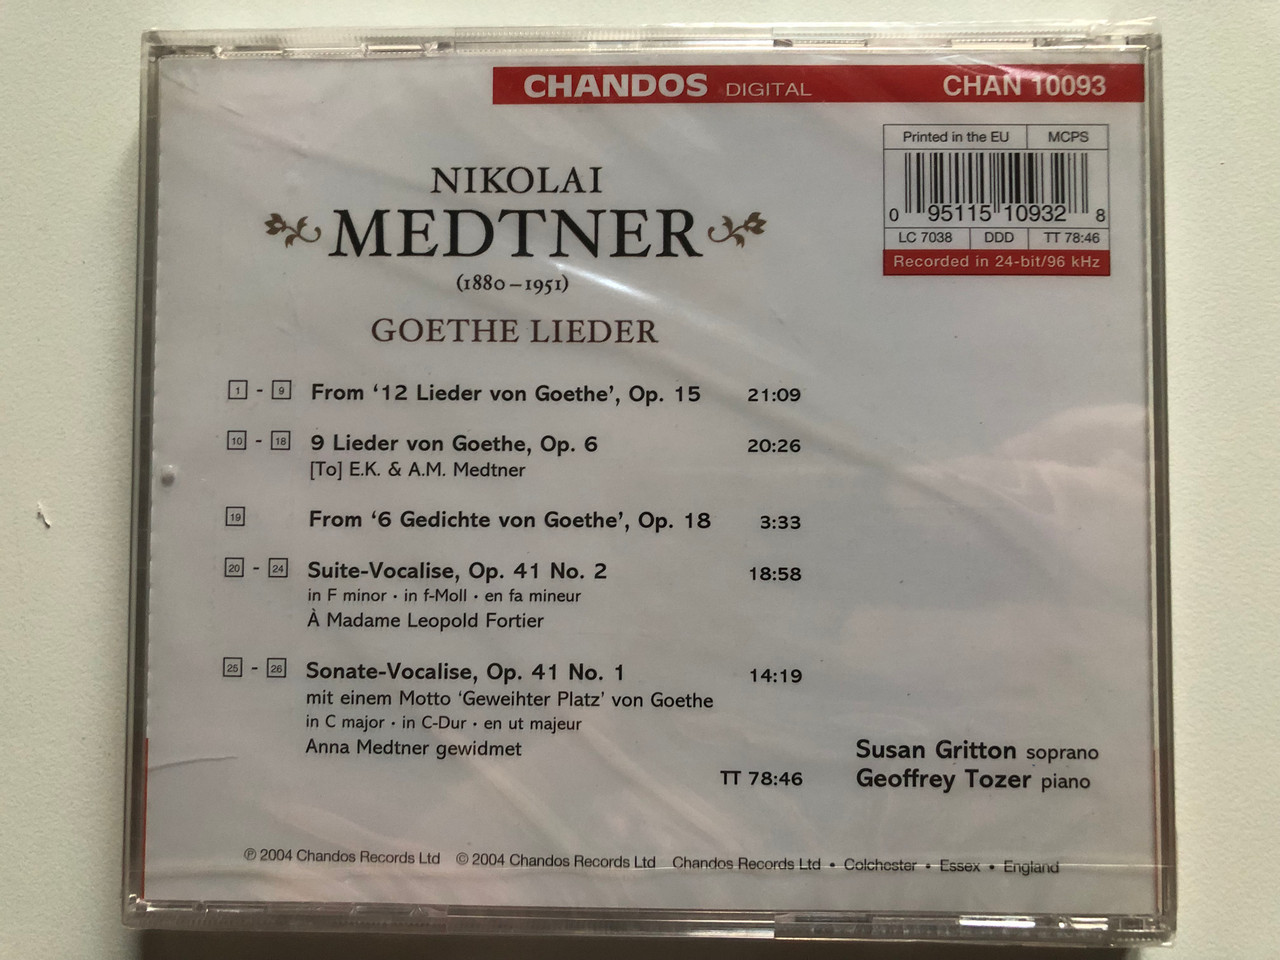 CHANDOS DIGITAL CHAN 10093
Printed in the EU MCPS
0 95115 10932 8
LC 7038 DDD TT 78:46
Recorded in 24-bit/96 kHz
NIKOLAI
MEDTNER
(1880–1951)
GOETHE LIEDER
1 - 9 From ‘12 Lieder von Goethe’, Op. 15 21:09
10 - 18 9 Lieder von Goethe, Op. 6 20:26
[To] E.K. & A.M. Medtner
19 From ‘6 Gedichte von Goethe’, Op. 18 3:33
20 - 24 Suite-Vocalise, Op. 41 No. 2 18:58
in F minor · in f-Moll · en fa mineur
À Madame Leopold Fortier
25 - 26 Sonate-Vocalise, Op. 41 No. 1 14:19
mit einem Motto ‘Geweihter Platz’ von Goethe
in C major · in C-Dur · en ut majeur
Anna Medtner gewidmet
TT 78:46
Susan Gritton soprano
Geoffrey Tozer piano
℗ 2004 Chandos Records Ltd © 2004 Chandos Records Ltd Chandos Records Ltd • Colchester • Essex • England